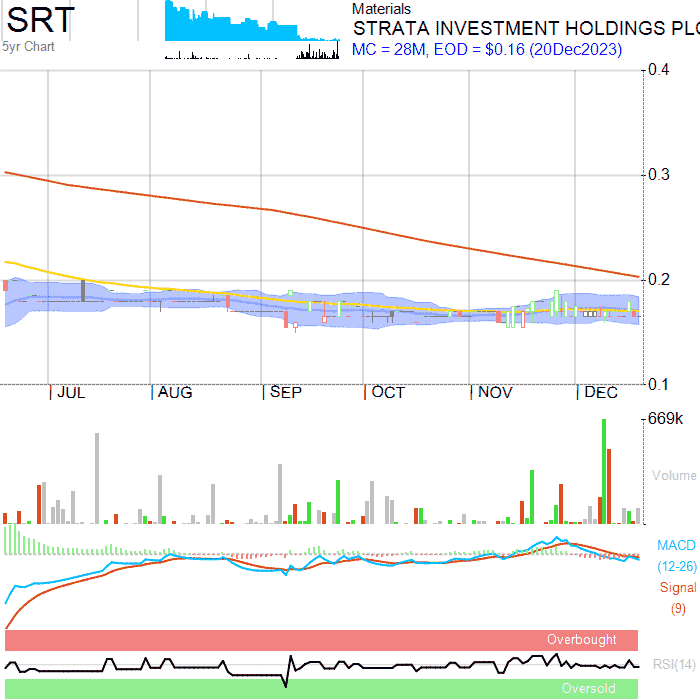 SRT
5yr Chart
Materials
STRATA INVESTMENT HOLDINGS PLC
MC = 28M, EOD = $0.16 (20Dec2023)
0.4
0.3
0.2
0.1
JUL AUG SEP OCT NOV DEC
669k
Volume
MACD
(12-26)
Signal
(9)
Overbought
RSI(14)
Oversold